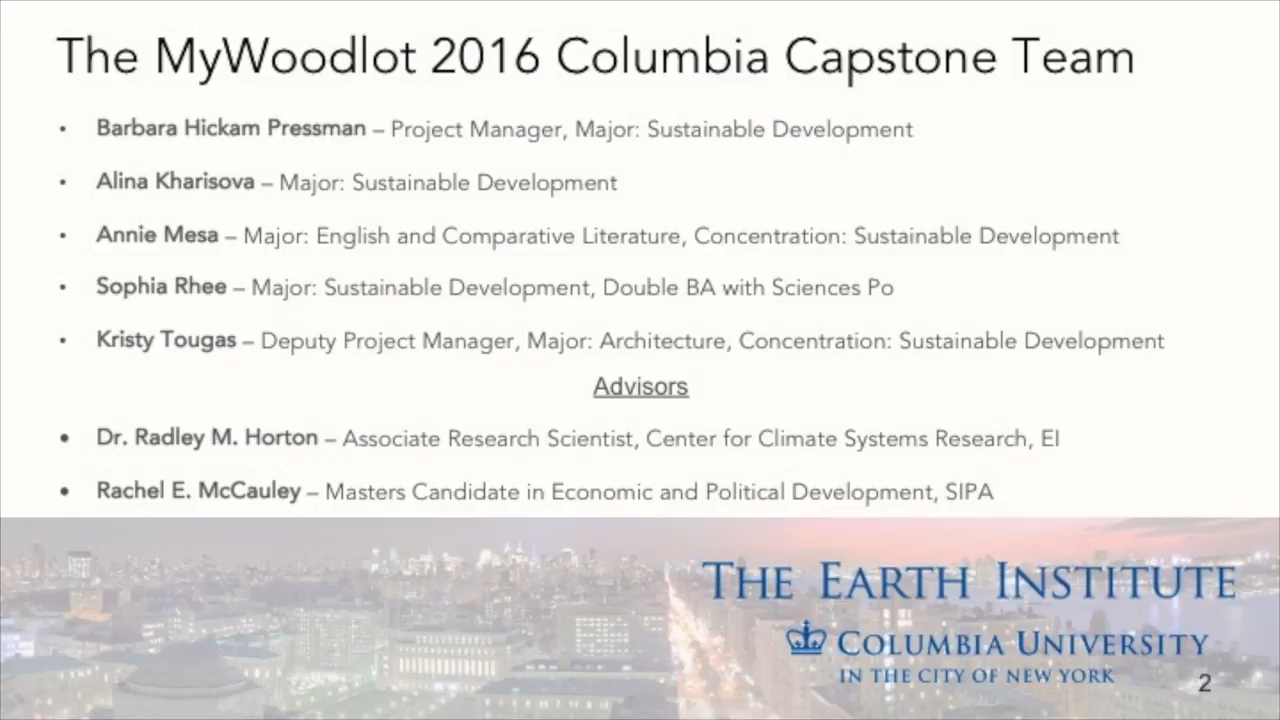 The MyWoodlot 2016 Columbia Capstone Team
• Barbara Hickam Pressman – Project Manager, Major: Sustainable Development
• Alina Kharisova – Major: Sustainable Development
• Annie Mesa – Major: English and Comparative Literature, Concentration: Sustainable Development
• Sophia Rhee – Major: Sustainable Development, Double BA with Sciences Po
• Kristy Tougas – Deputy Project Manager, Major: Architecture, Concentration: Sustainable Development
Advisors
• Dr. Radley M. Horton – Associate Research Scientist, Center for Climate Systems Research, EI
• Rachel E. McCauley – Masters Candidate in Economic and Political Development, SIPA
THE EARTH INSTITUTE
COLUMBIA UNIVERSITY
IN THE CITY OF NEW YORK
2